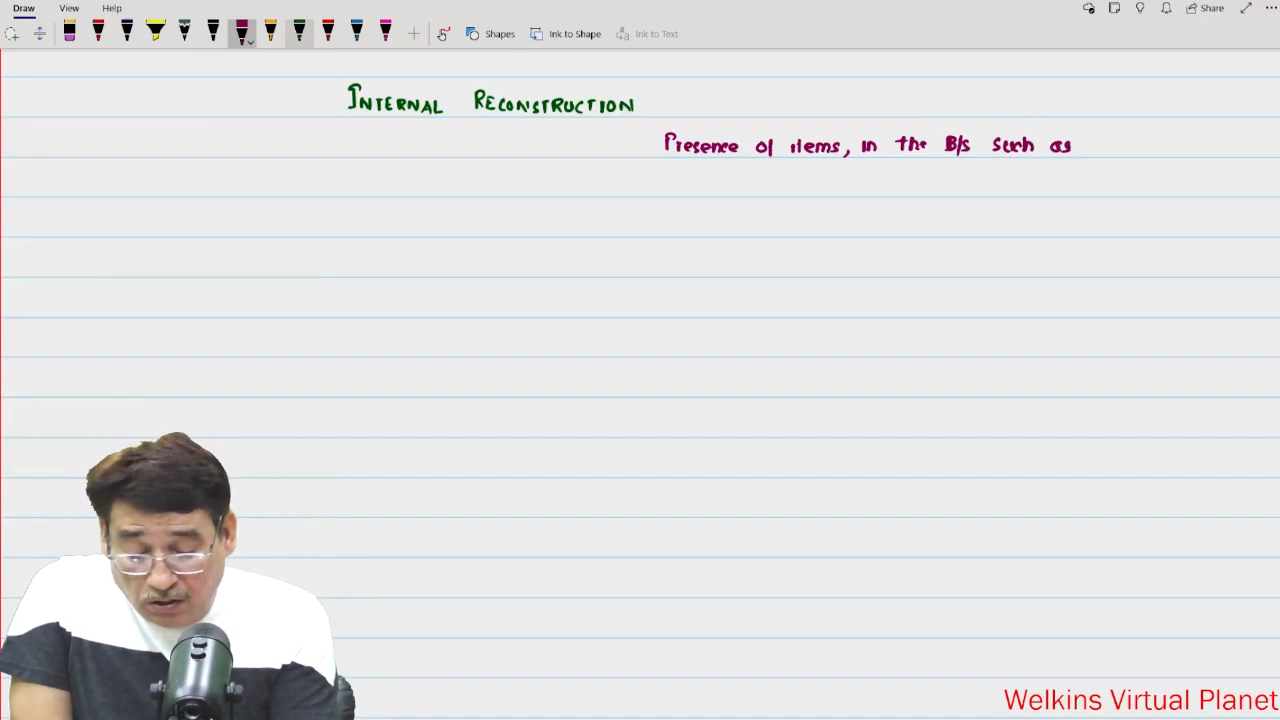 Draw View Help
Share
Shapes Ink to Shape Ink to Text
INTERNAL RECONSTRUCTION
Presence of items, in the B/s such as
Welkins Virtual Planet